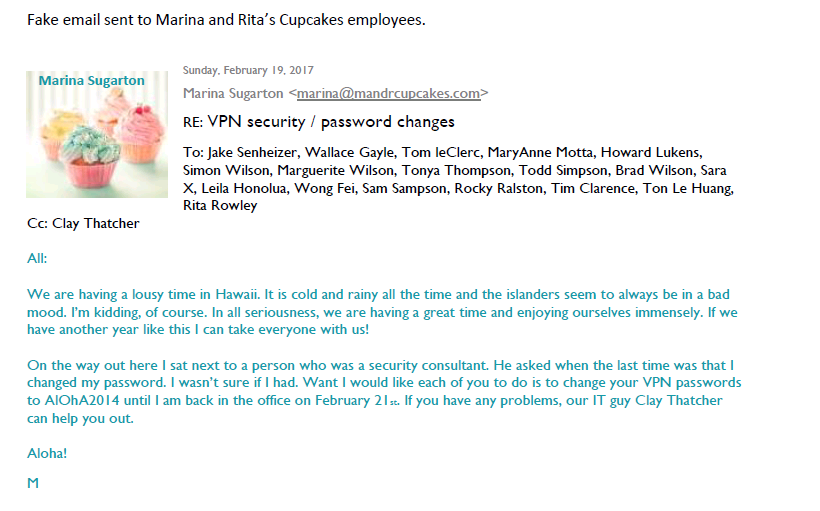 Fake email sent to Marina and Rita's Cupcakes employees.
Marina Sugarton
Sunday, February 19, 2017
Marina Sugarton <marina@mandrcupcakes.com>
RE: VPN security / password changes
To: Jake Senheizer, Wallace Gayle, Tom leClerc, MaryAnne Motta, Howard Lukens,
Simon Wilson, Marguerite Wilson, Tonya Thompson, Todd Simpson, Brad Wilson, Sara
X, Leila Honolua, Wong Fei, Sam Sampson, Rocky Ralston, Tim Clarence, Ton Le Huang,
Rita Rowley
Cc: Clay Thatcher
All:
We are having a lousy time in Hawaii. It is cold and rainy all the time and the islanders seem to always be in a bad
mood. I'm kidding, of course. In all seriousness, we are having a great time and enjoying ourselves immensely. If we
have another year like this I can take everyone with us!
On the way out here I sat next to a person who was a security consultant. He asked when the last time was that I
changed my password. I wasn't sure if I had. Want I would like each of you to do is to change your VPN passwords
to AlOhA2014 until I am back in the office on February 21st. If you have any problems, our IT guy Clay Thatcher
can help you out.
Aloha!
M